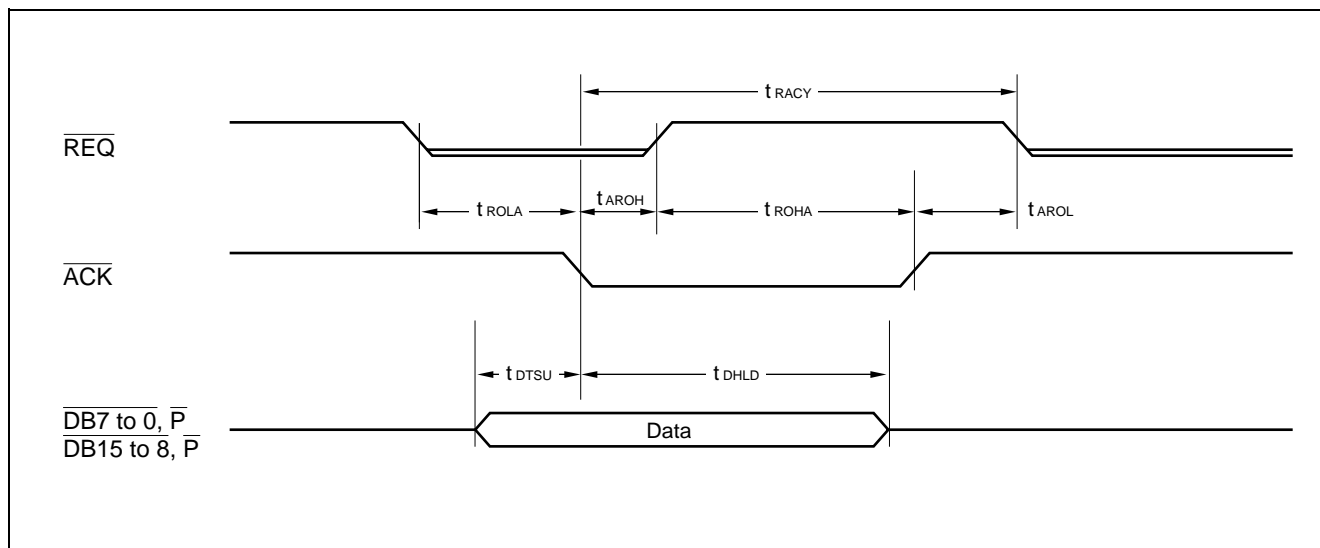 t RACY
REQ
t ROLA
t AROH
t ROHA
t AROL
ACK
t DTSU
t DHLD
DB7 to 0, P
DB15 to 8, P
Data